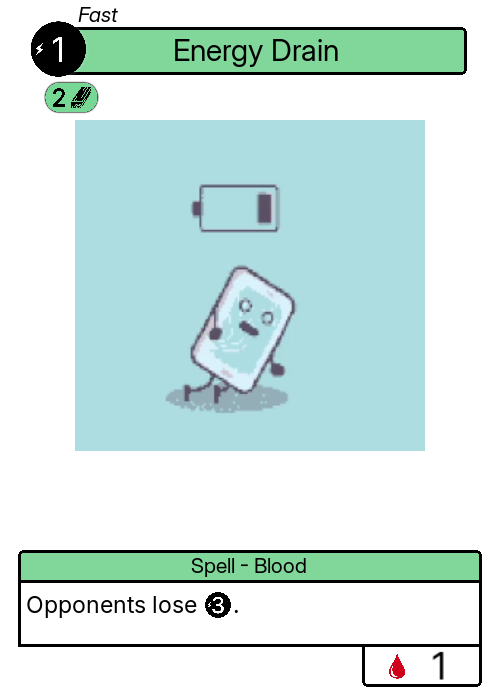 Fast
1
Energy Drain
2
Spell - Blood
Opponents lose 3.
1